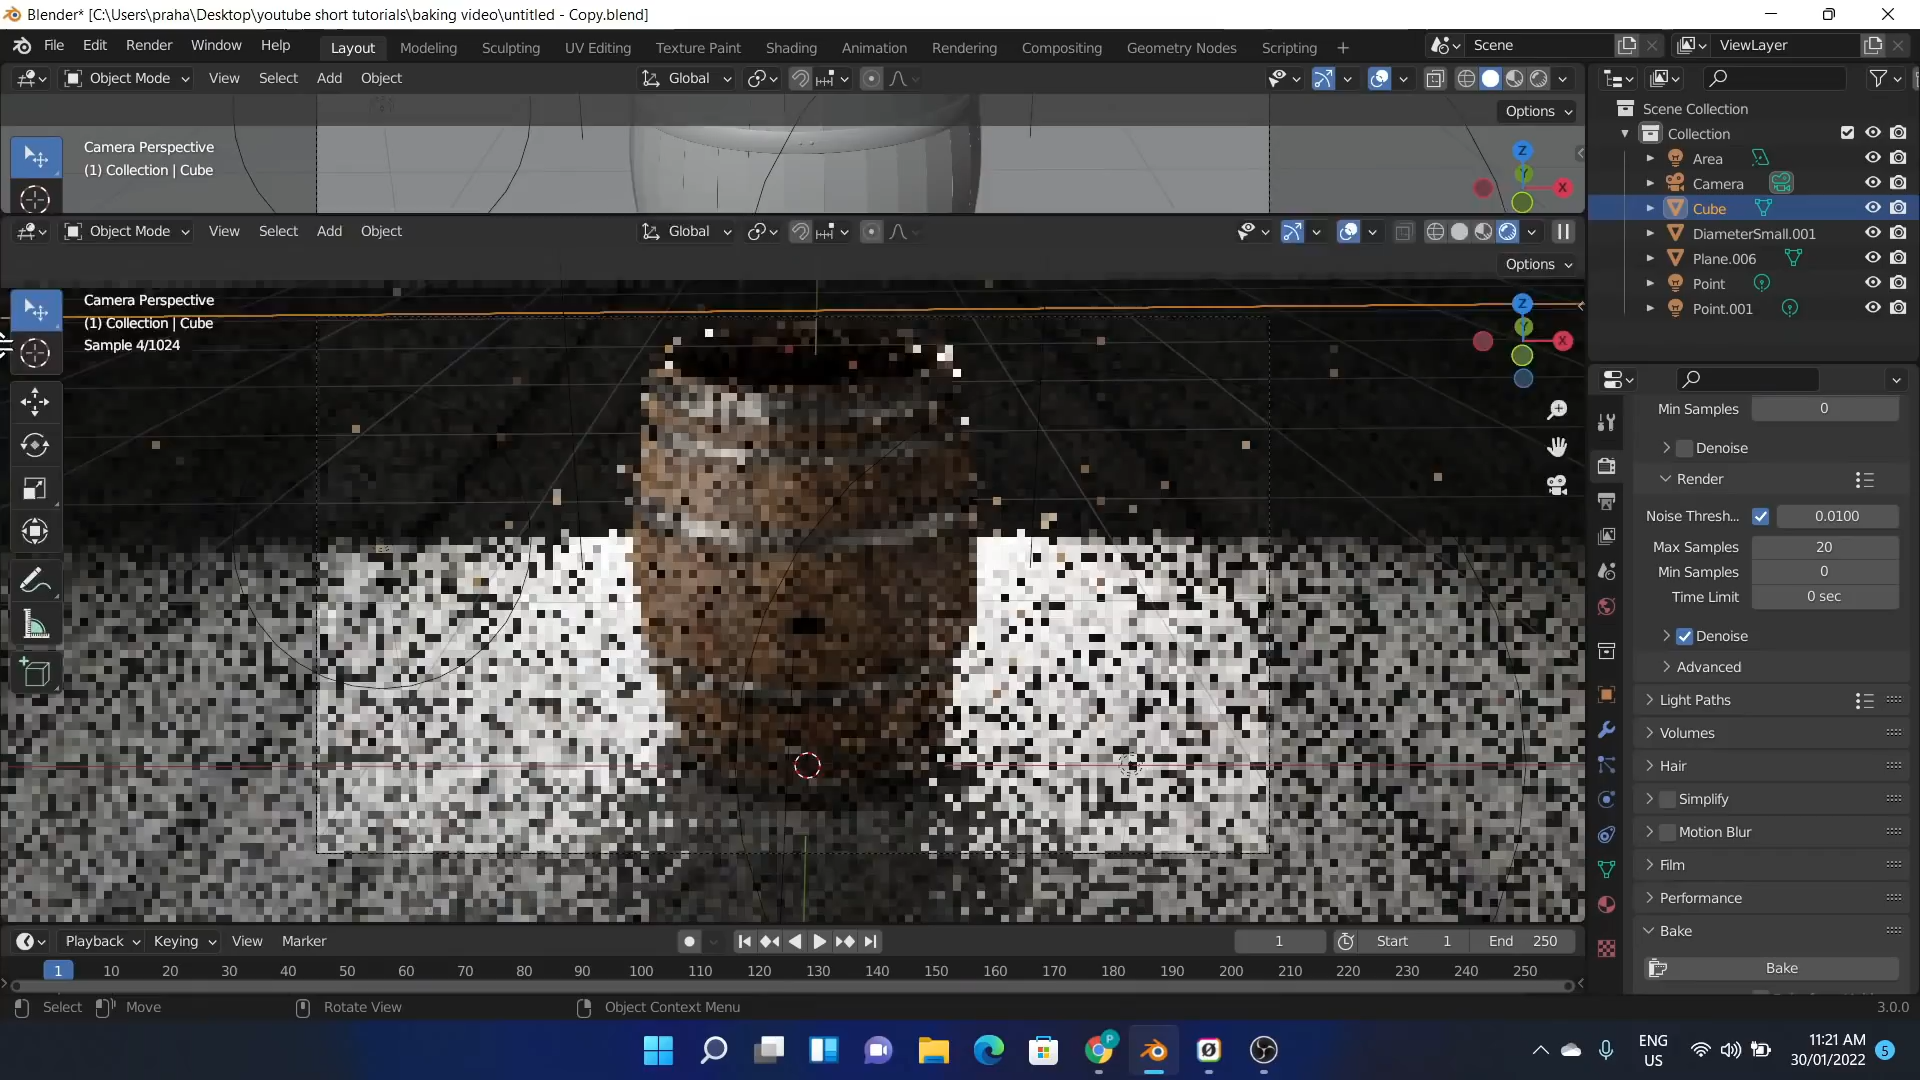 Blender* [C:\Users\praha\Desktop\youtube short tutorials\baking video\untitled - Copy.blend]
File Edit Render Window Help Layout Modeling Sculpting UV Editing Texture Paint Shading Animation Rendering Compositing Geometry Nodes Scripting + Scene ViewLayer
Object Mode View Select Add Object Global
Options
Camera Perspective
(1) Collection | Cube
Z
Y
X
Object Mode View Select Add Object Global
Options
Camera Perspective
(1) Collection | Cube
Sample 4/1024
Z
Y
X
Scene Collection
Collection
Area
Camera
Cube
DiameterSmall.001
Plane.006
Point
Point.001
Min Samples 0
Denoise
Render
Noise Thresh... 0.0100
Max Samples 20
Min Samples 0
Time Limit 0 sec
Denoise
Advanced
Light Paths
Volumes
Hair
Simplify
Motion Blur
Film
Performance
Bake
Bake
Playback Keying View Marker 1 Start 1 End 250
1 10 20 30 40 50 60 70 80 90 100 110 120 130 140 150 160 170 180 190 200 210 220 230 240 250
Select Move Rotate View Object Context Menu 3.0.0
P
ENG
US
11:21 AM
30/01/2022
5